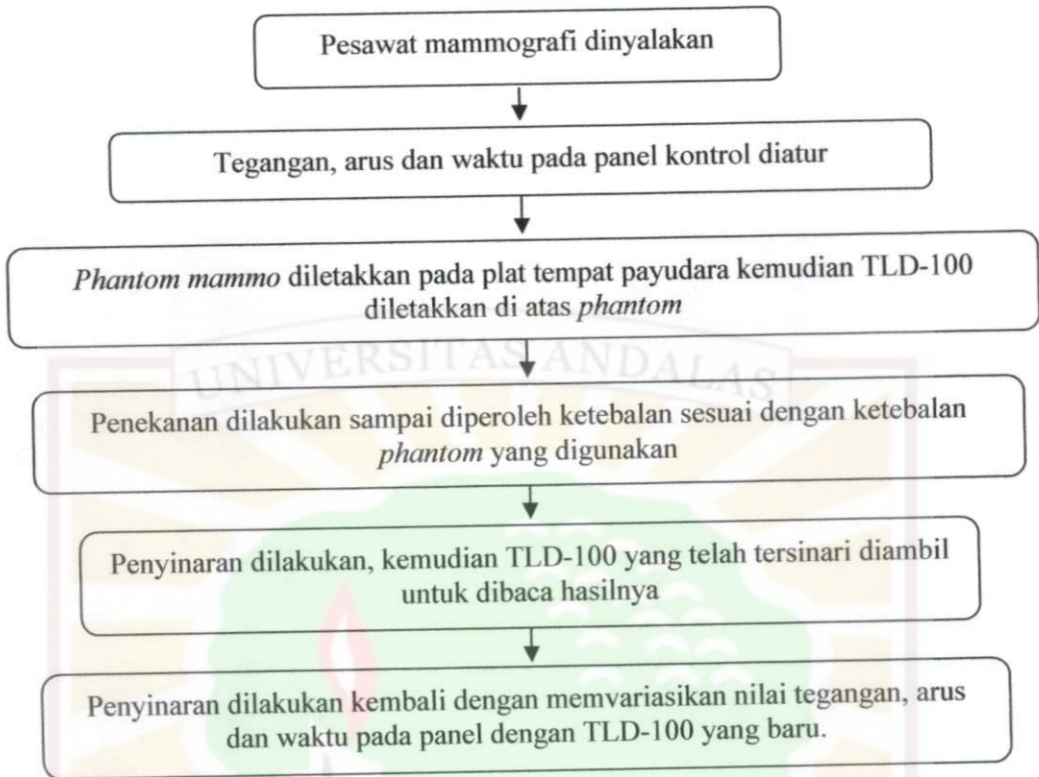 Pesawat mammografi dinyalakan
Tegangan, arus dan waktu pada panel kontrol diatur
Phantom mammo diletakkan pada plat tempat payudara kemudian TLD-100
diletakkan di atas phantom
UNIVERSITAS ANDALAS
Penekanan dilakukan sampai diperoleh ketebalan sesuai dengan ketebalan
phantom yang digunakan
Penyinaran dilakukan, kemudian TLD-100 yang telah tersinari diambil
untuk dibaca hasilnya
Penyinaran dilakukan kembali dengan memvariasikan nilai tegangan, arus
dan waktu pada panel dengan TLD-100 yang baru.